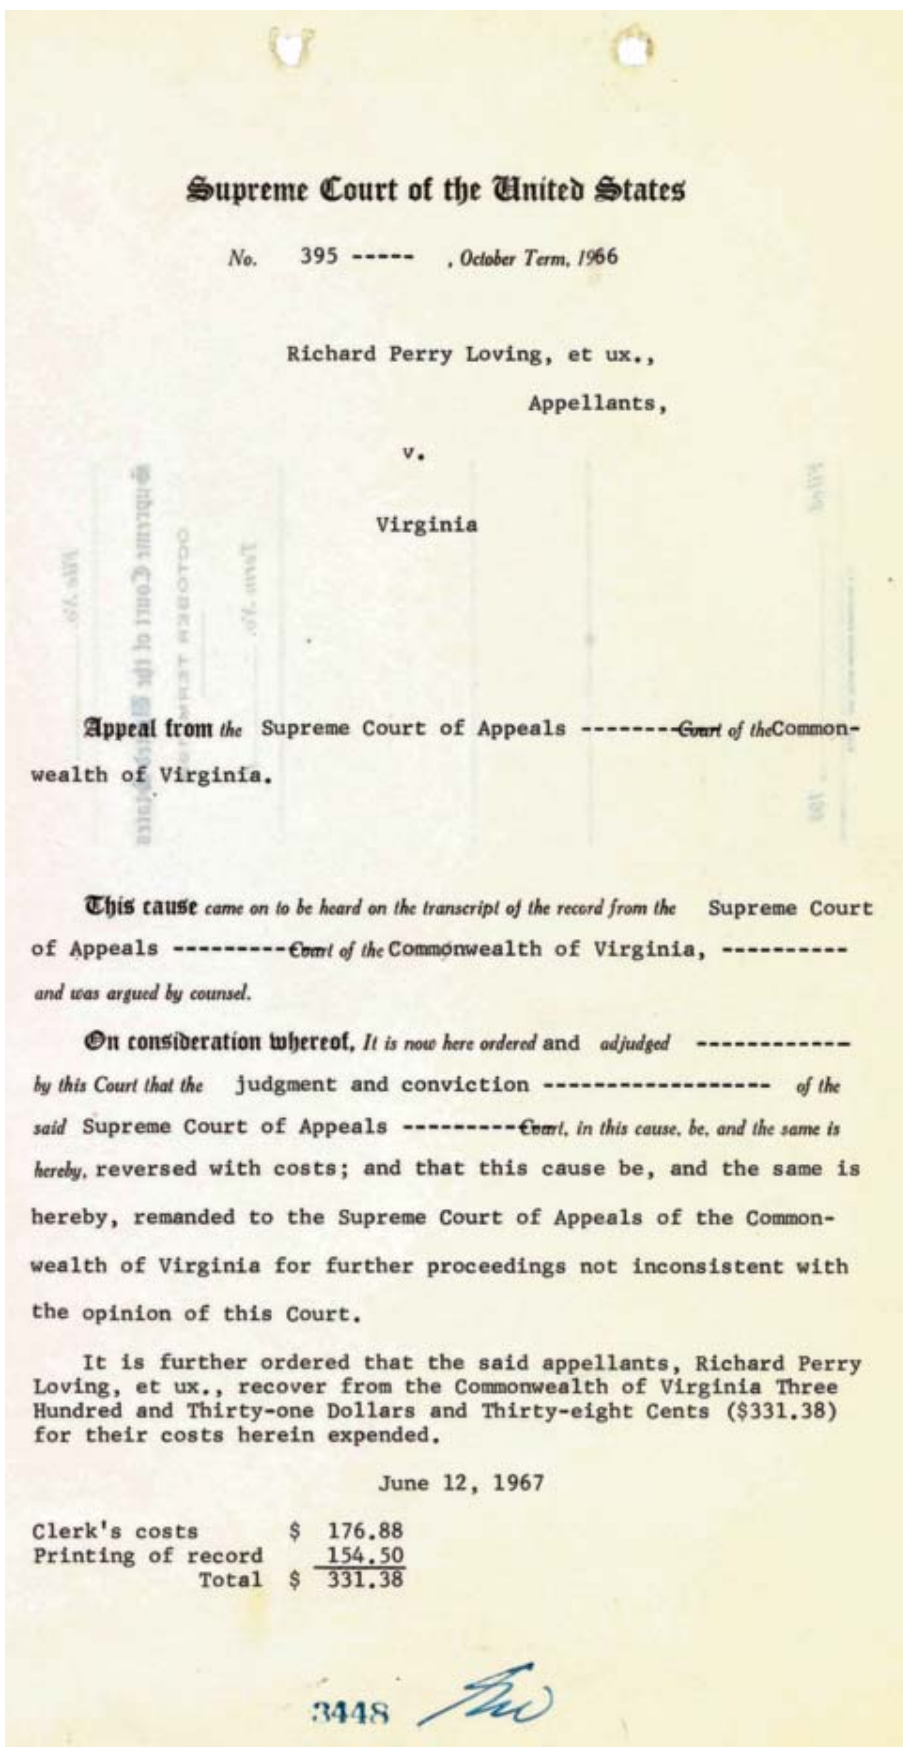 Supreme Court of the United States
No. 395 ----- , October Term, 1966
Richard Perry Loving, et ux.,
Appellants,
v.
Virginia
Appeal from the Supreme Court of Appeals --------Court of theCommon-
wealth of Virginia.
This cause came on to be heard on the transcript of the record from the Supreme Court
of Appeals ---------Court of the Commonwealth of Virginia, ----------
and was argued by counsel.
On consideration whereof, It is now here ordered and adjudged ------------
by this Court that the judgment and conviction ------------------ of the
said Supreme Court of Appeals ---------Court, in this cause, be, and the same is
hereby, reversed with costs; and that this cause be, and the same is
hereby, remanded to the Supreme Court of Appeals of the Common-
wealth of Virginia for further proceedings not inconsistent with
the opinion of this Court.
It is further ordered that the said appellants, Richard Perry
Loving, et ux., recover from the Commonwealth of Virginia Three
Hundred and Thirty-one Dollars and Thirty-eight Cents ($331.38)
for their costs herein expended.
June 12, 1967
Clerk's costs $ 176.88
Printing of record 154.50
Total $ 331.38
3448